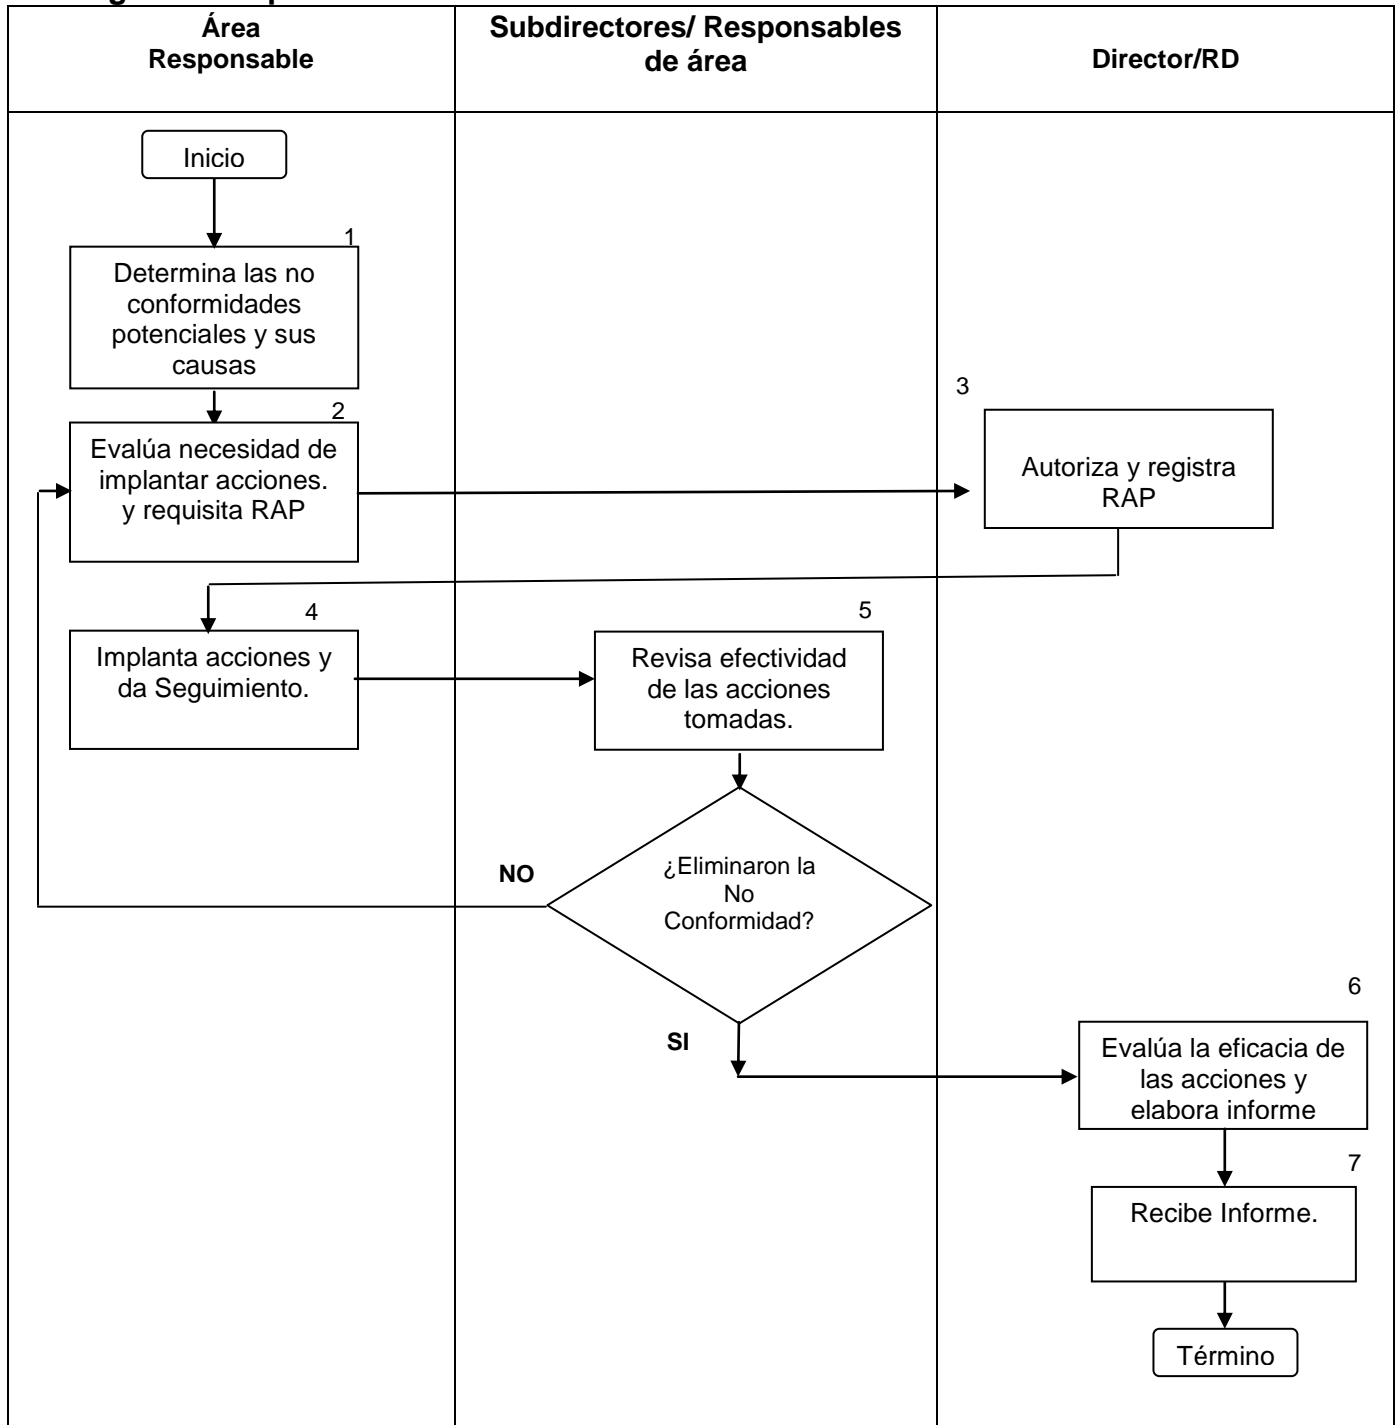 Área
Responsable
Subdirectores/ Responsables
de área
Director/RD
Inicio
1
Determina las no
conformidades
potenciales y sus
causas
2
Evalúa necesidad de
implantar acciones.
y requisita RAP
3
Autoriza y registra
RAP
4
Implanta acciones y
da Seguimiento.
5
Revisa efectividad
de las acciones
tomadas.
¿Eliminaron la
No
Conformidad?
NO
SI
6
Evalúa la eficacia de
las acciones y
elabora informe
7
Recibe Informe.
Término